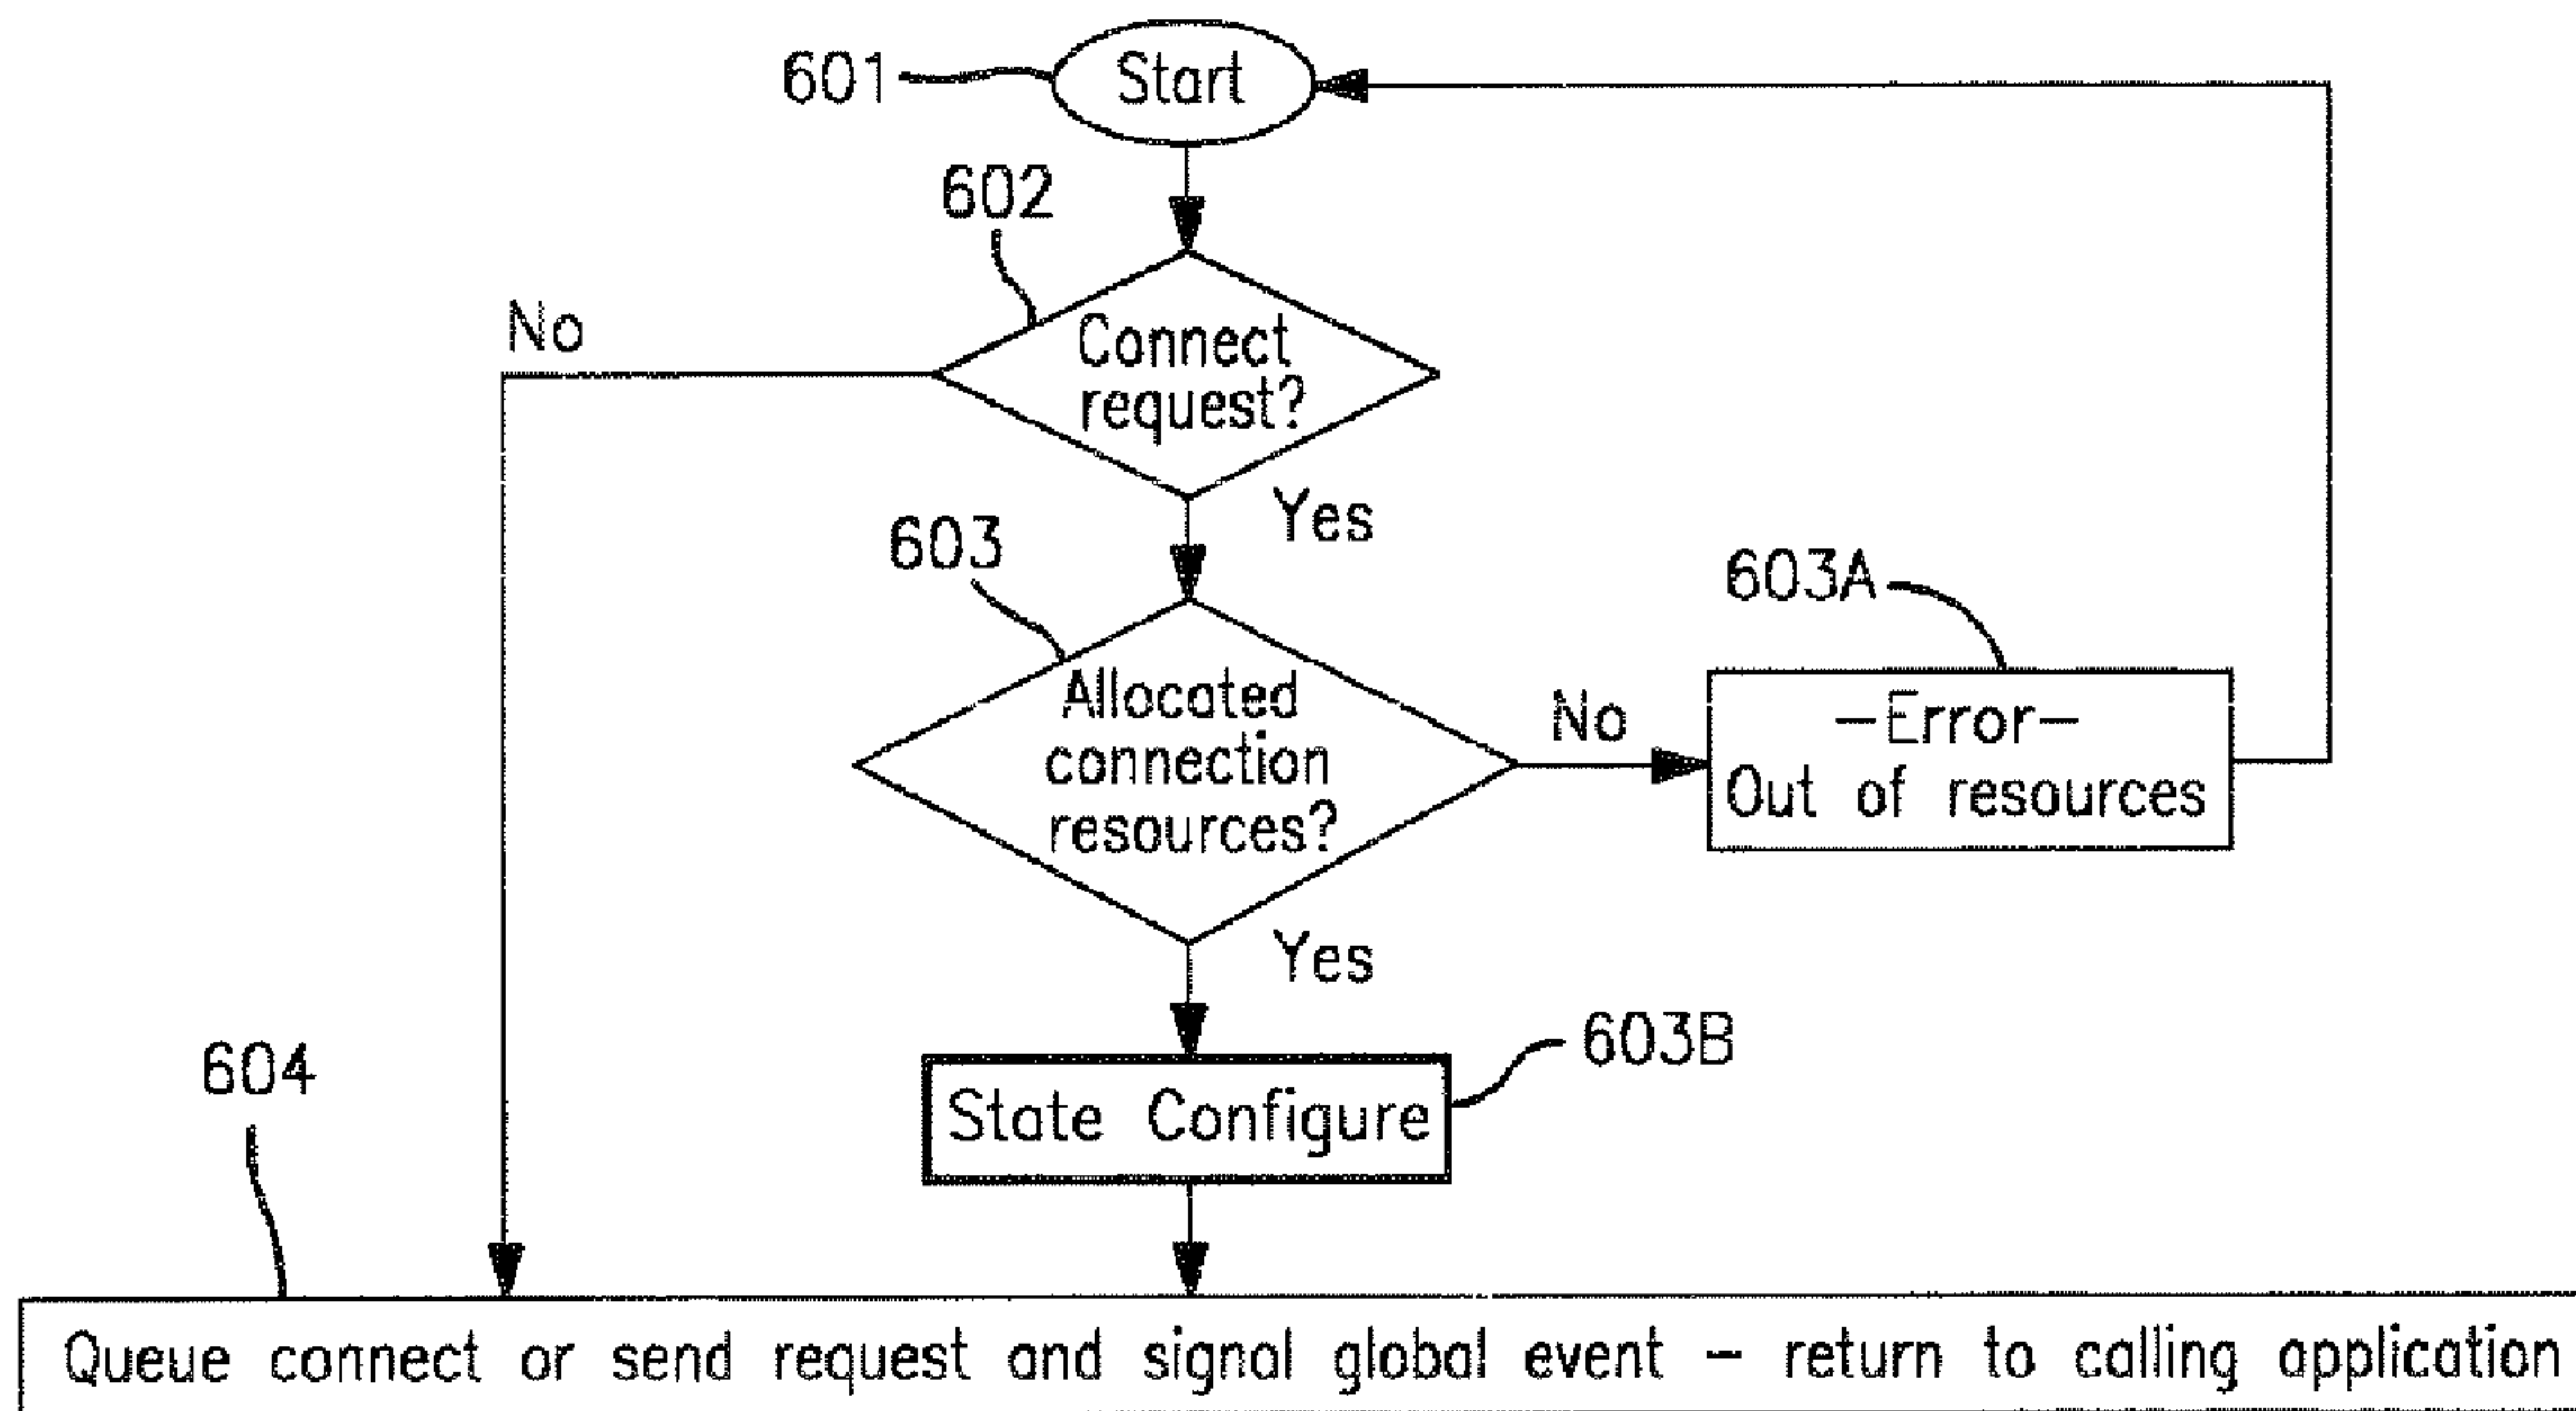 601
Start
602
No
Connect
request?
Yes
603
603A
Allocated
connection
resources?
No
-Error-
Out of resources
Yes
603B
State Configure
604
Queue connect or send request and signal global event - return to calling application